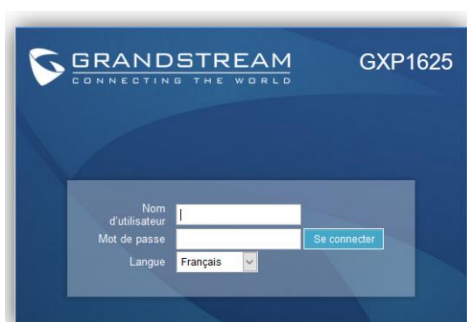 GRANDSTREAM
CONNECTING THE WORLD
GXP1625
Nom
d'utilisateur
Mot de passe
Se connecter
Langue
Français